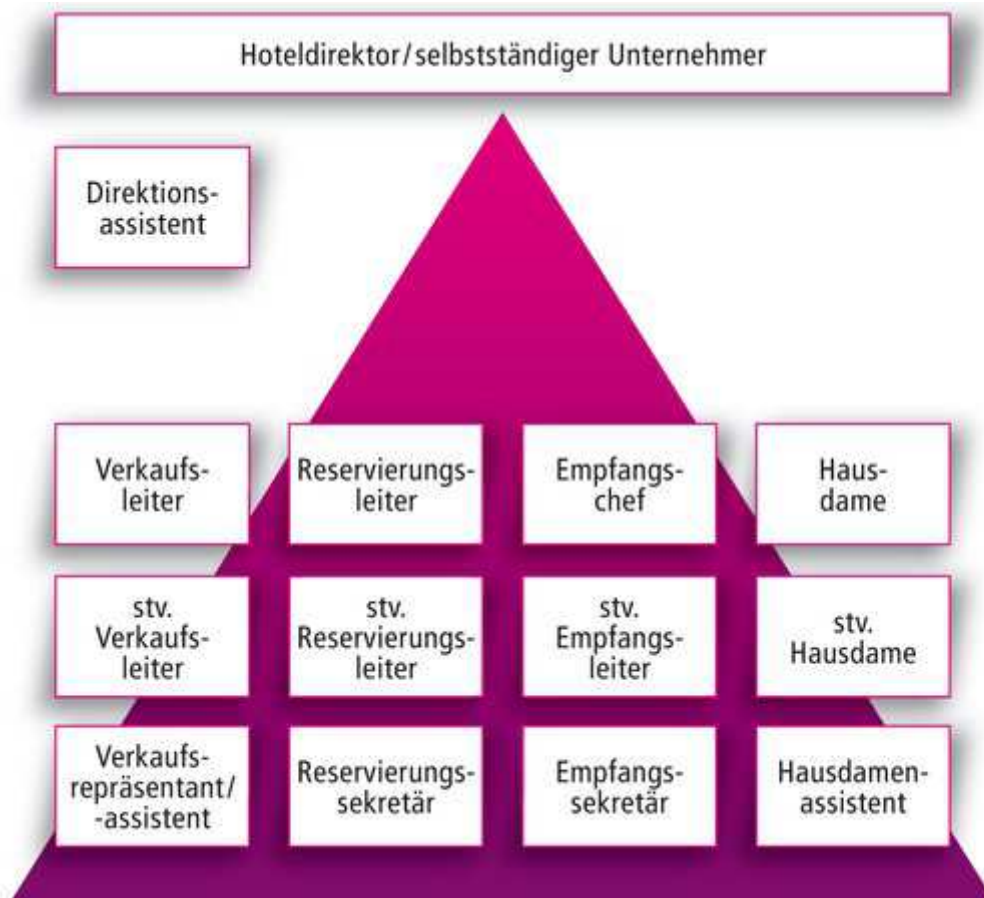 Hoteldirektor/selbstständiger Unternehmer
Direktions-
assistent
Verkaufs-
leiter
Reservierungs-
leiter
Empfangs-
chef
Haus-
dame
stv.
Verkaufs-
leiter
stv.
Reservierungs-
leiter
stv.
Empfangs-
leiter
stv.
Hausdame
Verkaufs-
repräsentant/
-assistent
Reservierungs-
sekretär
Empfangs-
sekretär
Hausdamen-
assistent